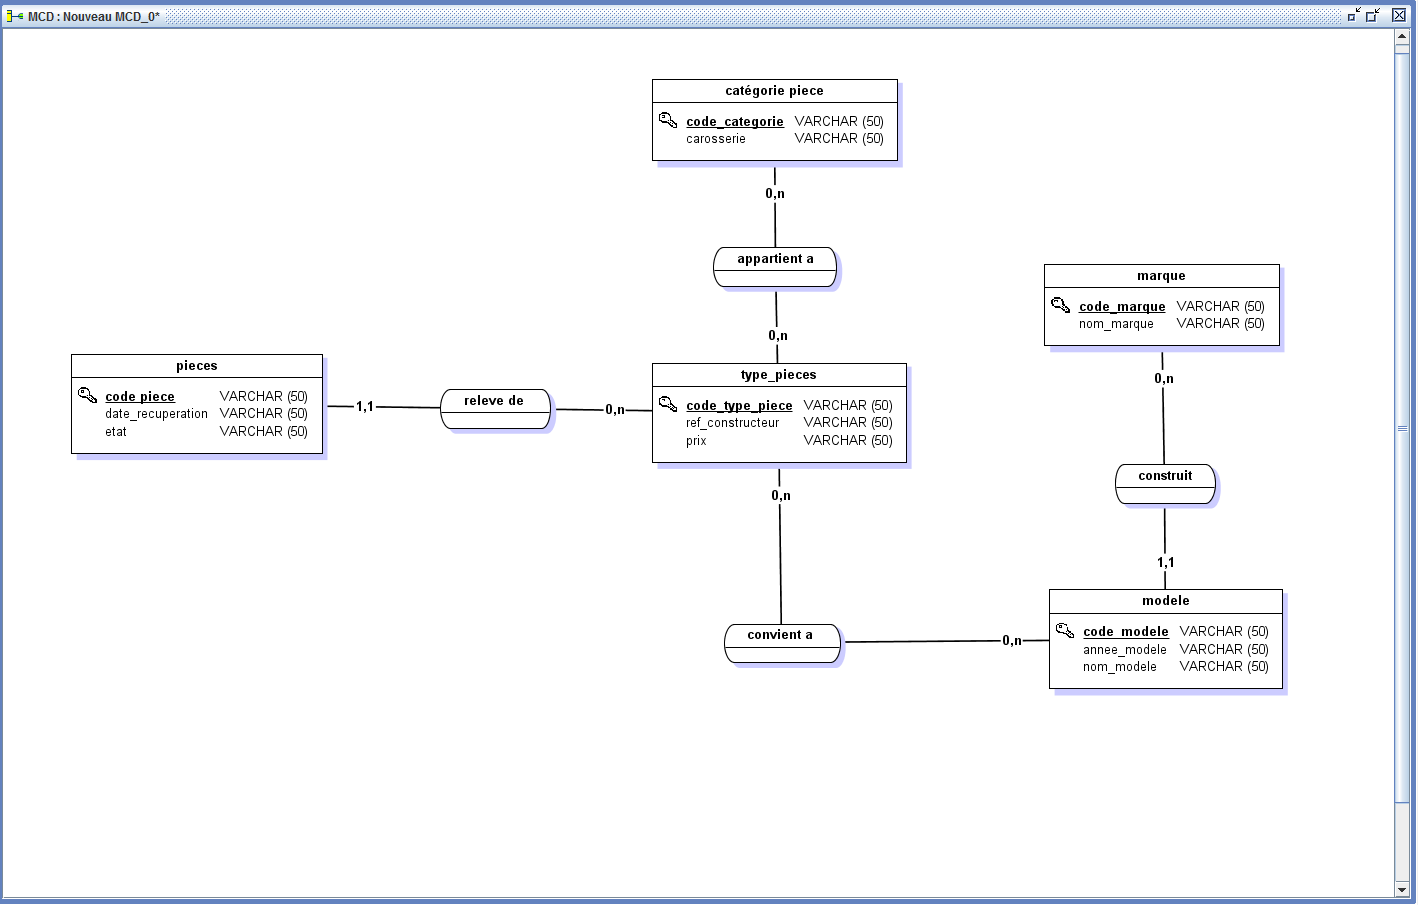 MCD : Nouveau MCD_0*
catégorie piece
code_categorie VARCHAR (50)
carosserie VARCHAR (50)
0,n
appartient a
0,n
marque
code_marque VARCHAR (50)
nom_marque VARCHAR (50)
0,n
pieces
code piece VARCHAR (50)
date_recuperation VARCHAR (50)
etat VARCHAR (50)
1,1
releve de
0,n
type_pieces
code_type_piece VARCHAR (50)
ref_constructeur VARCHAR (50)
prix VARCHAR (50)
0,n
construit
1,1
convient a
0,n
modele
code_modele VARCHAR (50)
annee_modele VARCHAR (50)
nom_modele VARCHAR (50)